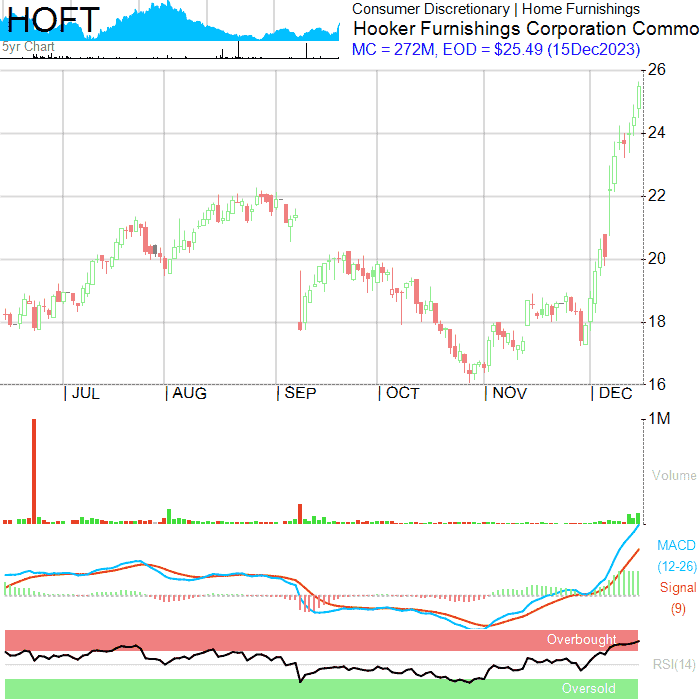 HOFT
5yr Chart
Consumer Discretionary | Home Furnishings
Hooker Furnishings Corporation Commo
MC = 272M, EOD = $25.49 (15Dec2023)
26
24
22
20
18
16
| JUL | AUG | SEP | OCT | NOV | DEC
1M
Volume
MACD
(12-26)
Signal
(9)
Overbought
RSI(14)
Oversold